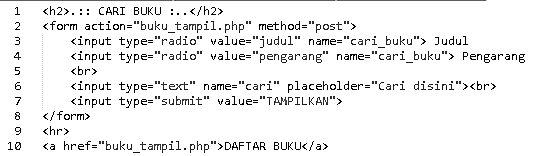 1 <h2>.:: CARI BUKU :..</h2>
2 <form action="buku_tampil.php" method="post">
3 <input type="radio" value="judul" name="cari_buku"> Judul
4 <input type="radio" value="pengarang" name="cari_buku"> Pengarang
5 <br>
6 <input type="text" name="cari" placeholder="Cari disini"><br>
7 <input type="submit" value="TAMPILKAN">
8 </form>
9 <hr>
10 <a href="buku_tampil.php">DAFTAR BUKU</a>